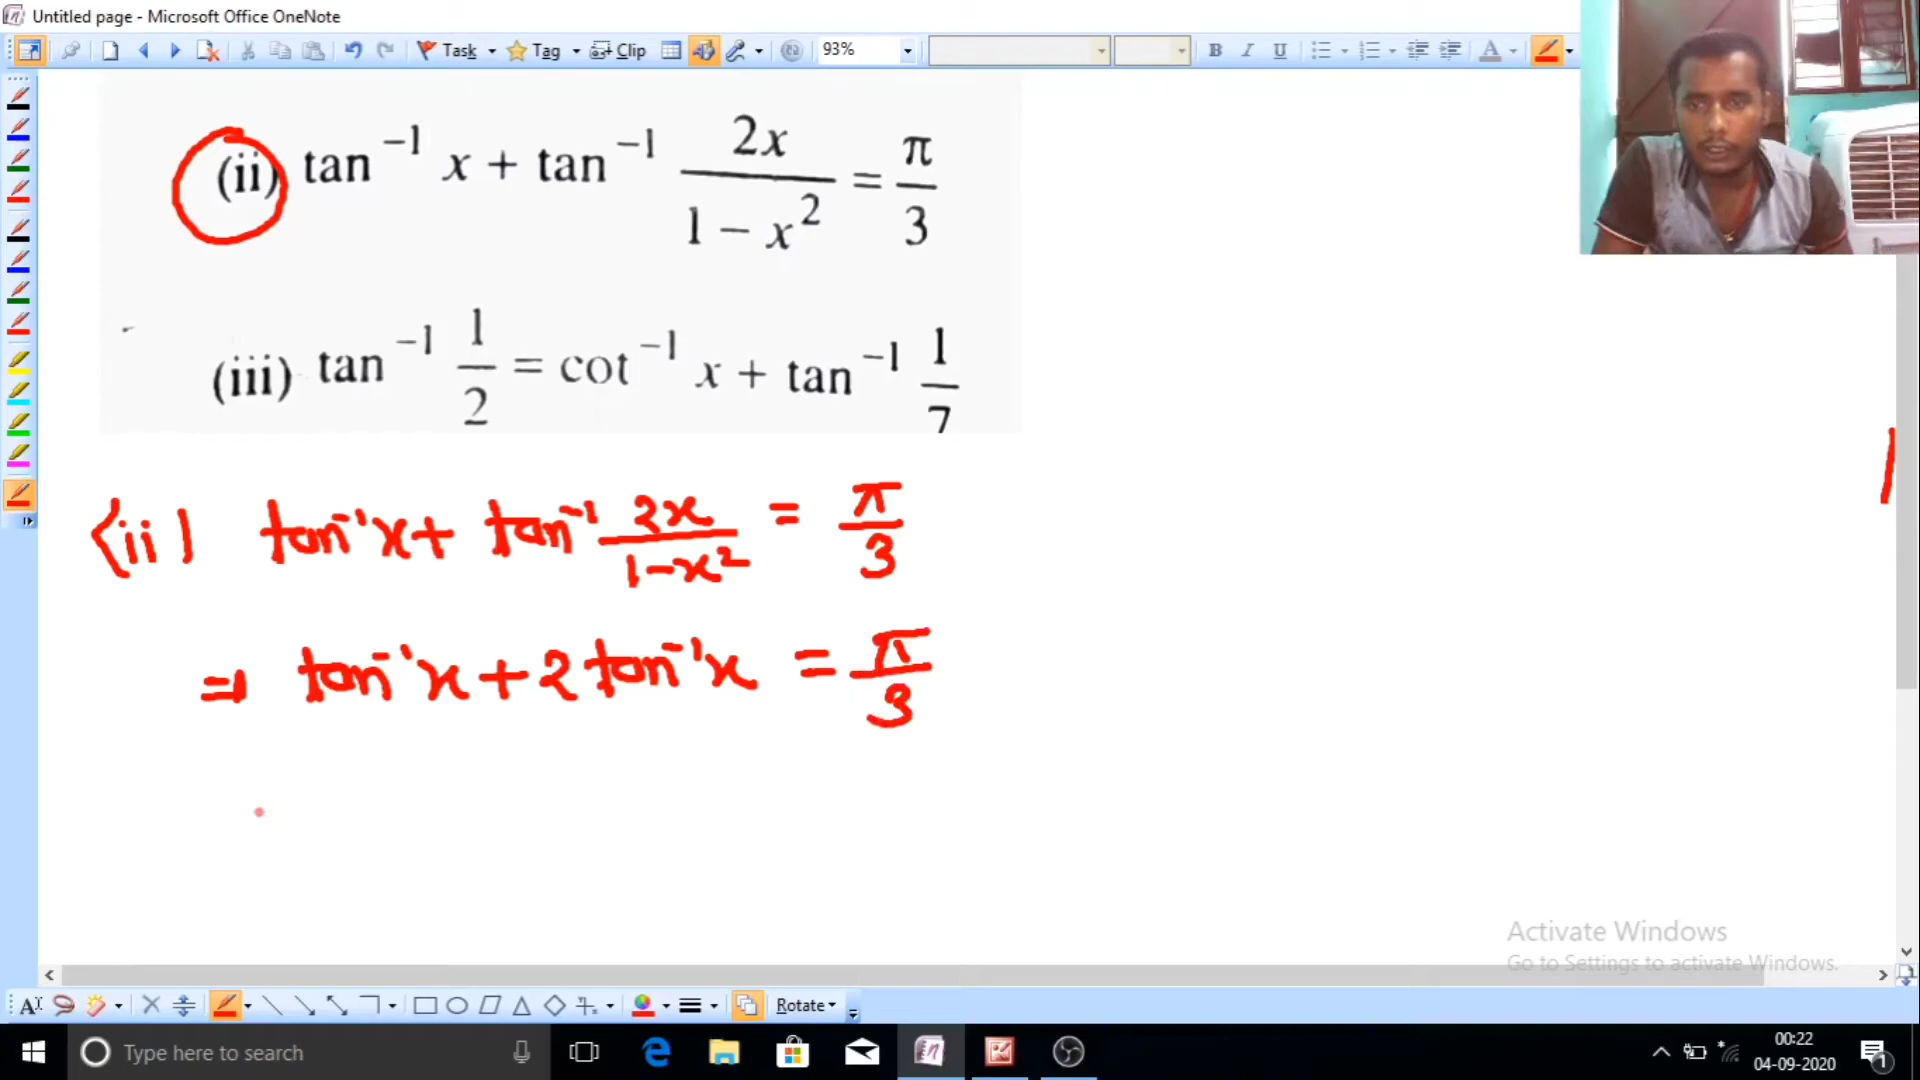 Untitled page - Microsoft Office OneNote
Task Tag Clip 93% B I U A
(ii) tan⁻¹ x + tan⁻¹ 2x/(1 − x²) = π/3
(iii) tan⁻¹ 1/2 = cot⁻¹ x + tan⁻¹ 1/7
(ii) tan⁻¹x + tan⁻¹ 2x/(1−x²) = π/3
⇒ tan⁻¹x + 2 tan⁻¹x = π/3
Activate Windows
Go to Settings to activate Windows.
Rotate
Type here to search
00:22
04-09-2020
1